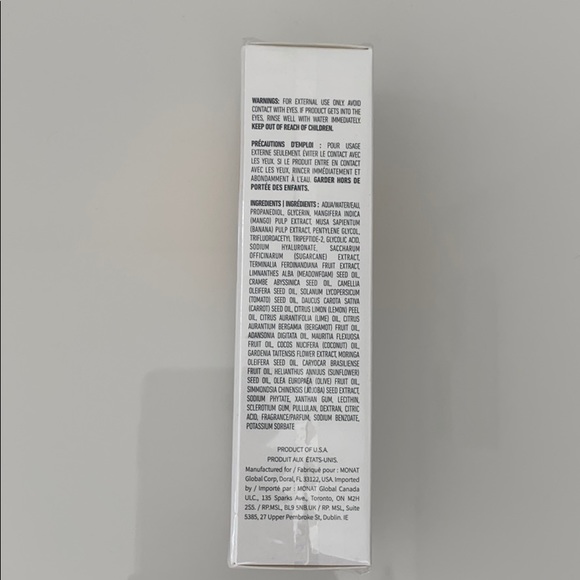 WARNINGS: FOR EXTERNAL USE ONLY. AVOID
CONTACT WITH EYES. IF PRODUCT GETS INTO THE
EYES, RINSE WELL WITH WATER IMMEDIATELY.
KEEP OUT OF REACH OF CHILDREN.
PRÉCAUTIONS D'EMPLOI : POUR USAGE
EXTERNE SEULEMENT. ÉVITER LE CONTACT AVEC
LES YEUX. SI LE PRODUIT ENTRE EN CONTACT
AVEC LES YEUX, RINCER IMMÉDIATEMENT ET
ABONDAMMENT À L'EAU. GARDER HORS DE
PORTÉE DES ENFANTS.
INGREDIENTS | INGRÉDIENTS : AQUA/WATER/EAU,
PROPANEDIOL, GLYCERIN, MANGIFERA INDICA
(MANGO) PULP EXTRACT, MUSA SAPIENTUM
(BANANA) PULP EXTRACT, PENTYLENE GLYCOL,
TRIFLUOROACETYL TRIPEPTIDE-2, GLYCOLIC ACID,
SODIUM HYALURONATE, SACCHARUM
OFFICINARUM (SUGARCANE) EXTRACT,
TERMINALIA FERDINANDIANA FRUIT EXTRACT,
LIMNANTHES ALBA (MEADOWFOAM) SEED OIL,
CRAMBE ABYSSINICA SEED OIL, CAMELLIA
OLEIFERA SEED OIL, SOLANUM LYCOPERSICUM
(TOMATO) SEED OIL, DAUCUS CAROTA SATIVA
(CARROT) SEED OIL, CITRUS LIMON (LEMON) PEEL
OIL, CITRUS AURANTIFOLIA (LIME) OIL, CITRUS
AURANTIUM BERGAMIA (BERGAMOT) FRUIT OIL,
ADANSONIA DIGITATA OIL, MAURITIA FLEXUOSA
FRUIT OIL, COCOS NUCIFERA (COCONUT) OIL,
GARDENIA TAITENSIS FLOWER EXTRACT, MORINGA
OLEIFERA SEED OIL, CARYOCAR BRASILIENSE
FRUIT OIL, HELIANTHUS ANNUUS (SUNFLOWER)
SEED OIL, OLEA EUROPAEA (OLIVE) FRUIT OIL,
SIMMONDSIA CHINENSIS (JOJOBA) SEED EXTRACT,
SODIUM PHYTATE, XANTHAN GUM, LECITHIN,
SCLEROTIUM GUM, PULLULAN, DEXTRAN, CITRIC
ACID, FRAGRANCE/PARFUM, SODIUM BENZOATE,
POTASSIUM SORBATE
PRODUCT OF U.S.A.
PRODUIT AUX ÉTATS-UNIS.
Manufactured for / Fabriqué pour : MONAT
Global Corp, Doral, FL 33122, USA. Imported
by / Importé par : MONAT Global Canada
ULC., 135 Sparks Ave., Toronto, ON M2H
2S5. / RP.MSL, BL9 5NB.UK / RP. MSL, Suite
5385, 27 Upper Pembroke St, Dublin. IE